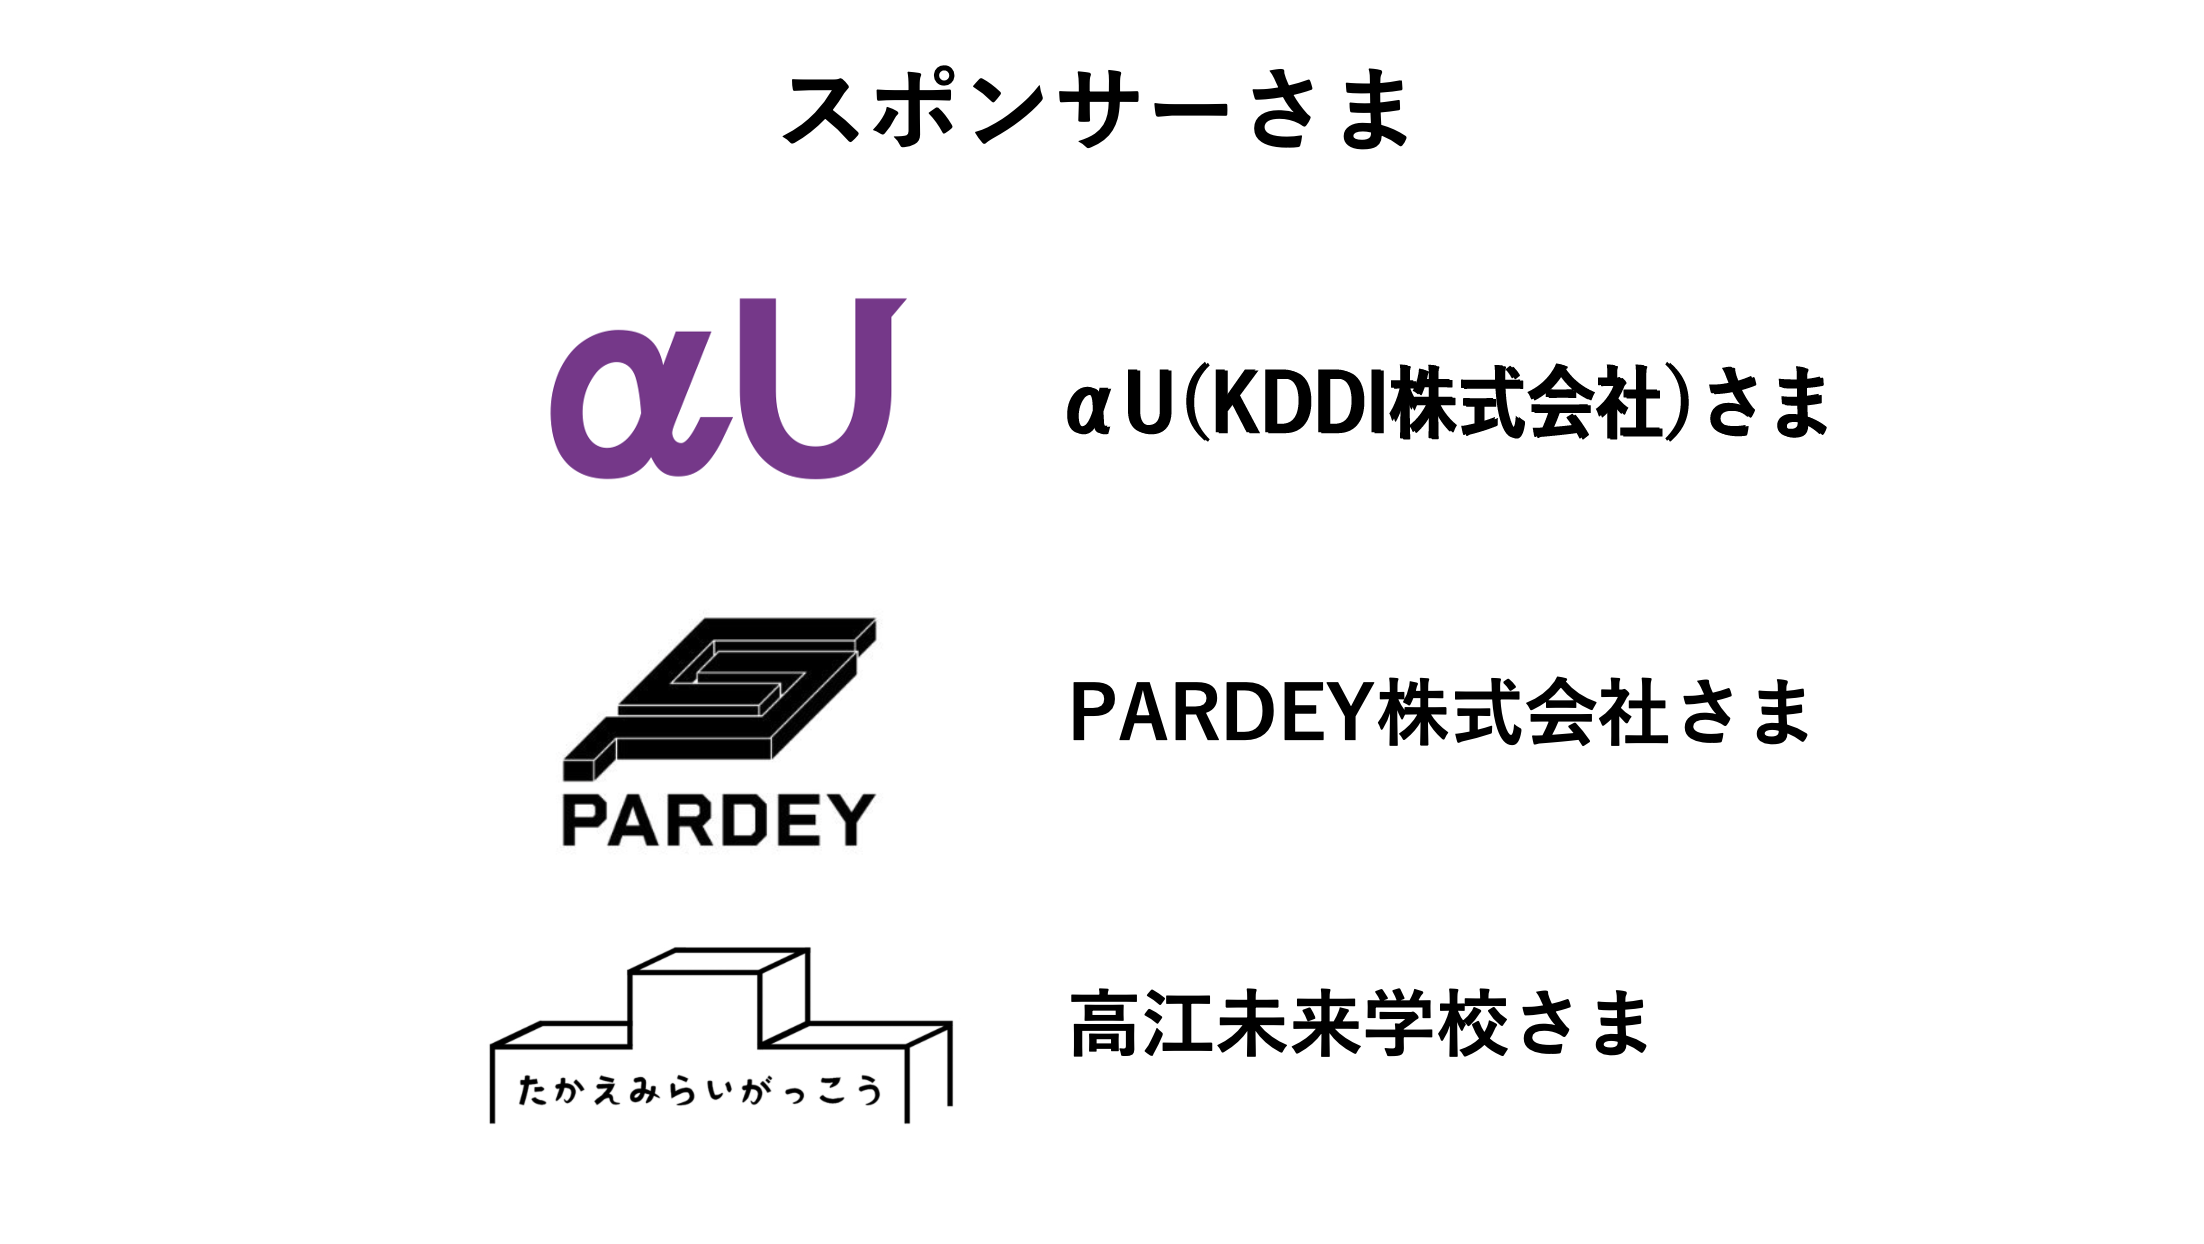 スポンサーさま
αU
αU(KDDI株式会社)さま
PARDEY
PARDEY株式会社さま
たかえみらいがっこう
高江未来学校さま